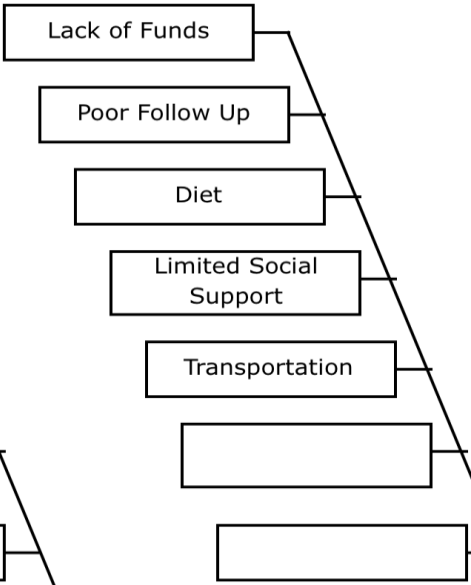 Lack of Funds
Poor Follow Up
Diet
Limited Social
Support
Transportation